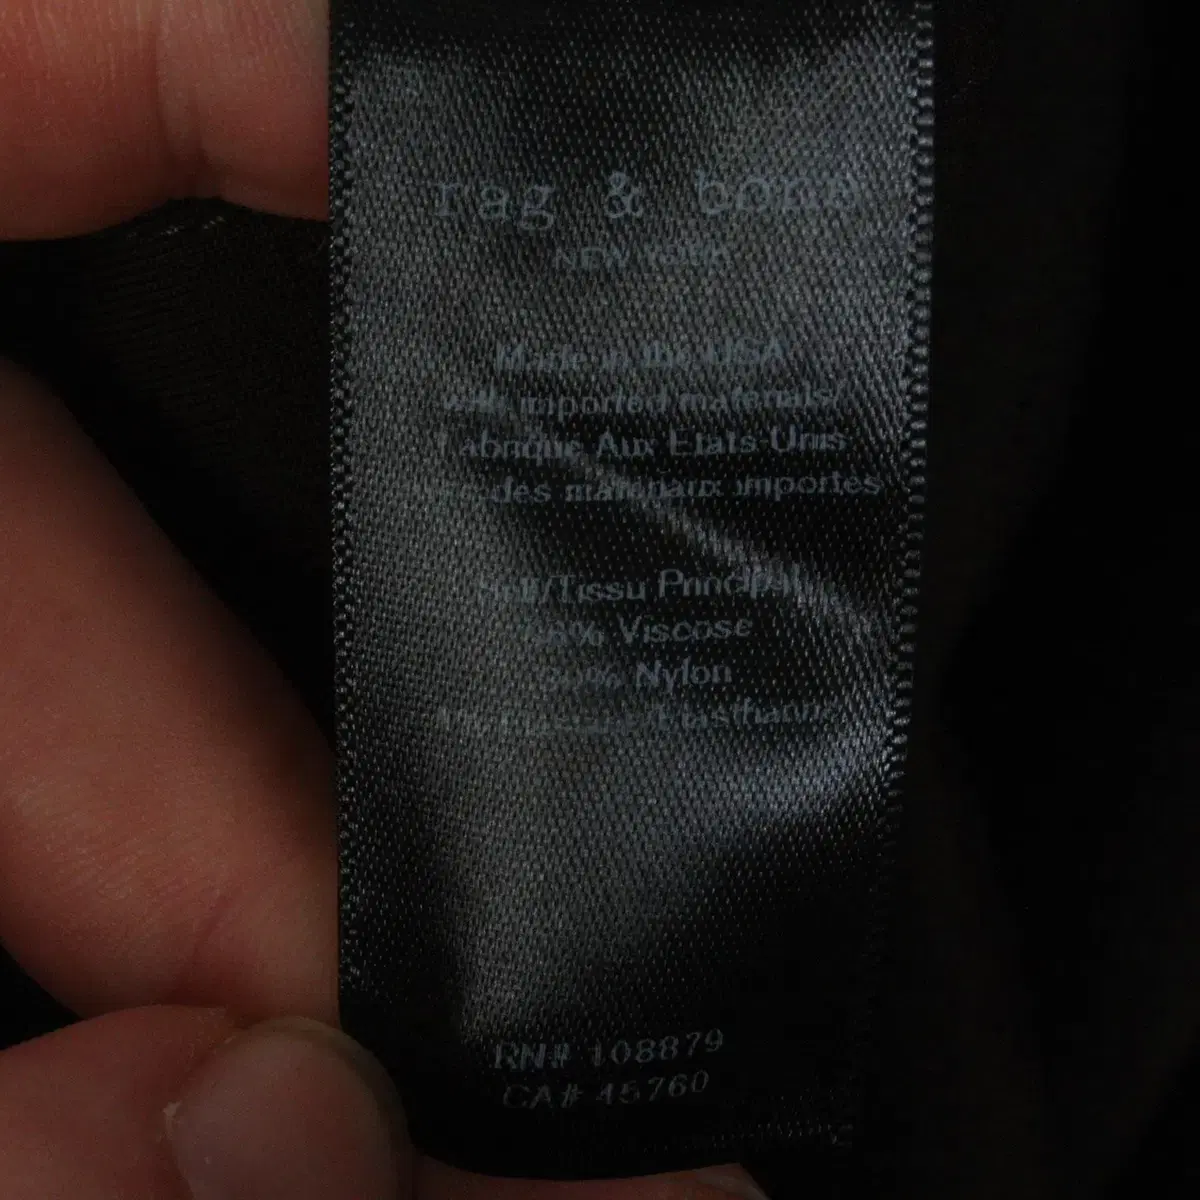 rag & bone
NEW YORK
Made in the USA
with imported materials/
Fabrique Aux Etats Unis
des materiaux importes
Tissu Principal
Viscose
30% Nylon
RN# 108879
CA# 45760